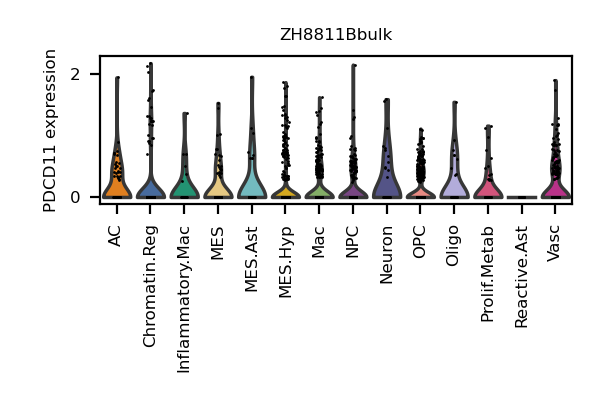 ZH8811Bbulk
PDCD11 expression
2
0
AC
Chromatin.Reg
Inflammatory.Mac
MES
MES.Ast
MES.Hyp
Mac
NPC
Neuron
OPC
Oligo
Prolif.Metab
Reactive.Ast
Vasc